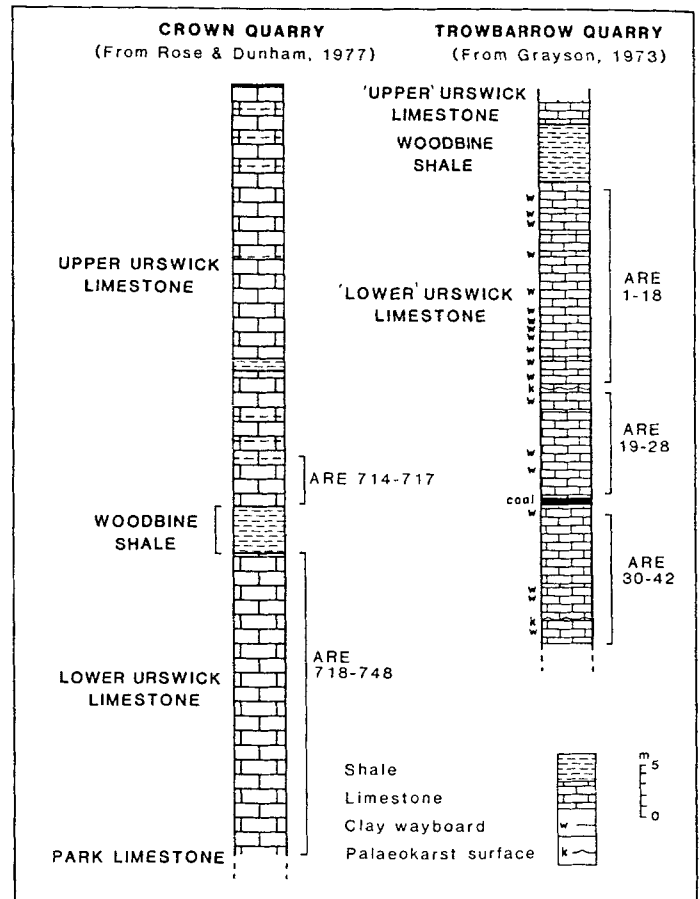 CROWN QUARRY
(From Rose & Dunham, 1977)
UPPER URSWICK
LIMESTONE
ARE 714-717
WOODBINE
SHALE
ARE
718-748
LOWER URSWICK
LIMESTONE
PARK LIMESTONE
TROWBARROW QUARRY
(From Grayson, 1973)
'UPPER' URSWICK
LIMESTONE
WOODBINE
SHALE
w
w
w
w
ARE
1-18
'LOWER' URSWICK
LIMESTONE
w
w
w
w
w
w
w
k
w
ARE
19-28
w
w
coal
w
ARE
30-42
w
w
k
w
Shale
Limestone
Clay wayboard
w
Palaeokarst surface
k
m
5
0